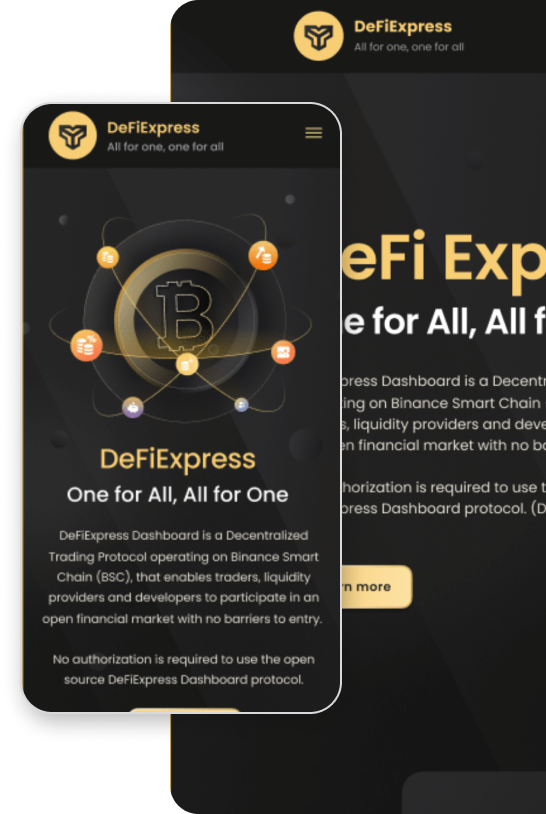 DeFiExpress
All for one, one for all
DeFiExpress
All for one, one for all
DeFiExpress
One for All, All for One
DeFiExpress Dashboard is a Decentralized
Trading Protocol operating on Binance Smart
Chain (BSC), that enables traders, liquidity
providers and developers to participate in an
open financial market with no barriers to entry.
No authorization is required to use the open
source DeFiExpress Dashboard protocol.
eFi Exp
e for All, All f
press Dashboard is a Decentr
ing on Binance Smart Chain
s, liquidity providers and deve
en financial market with no ba
horization is required to use t
press Dashboard protocol. (D
rn more